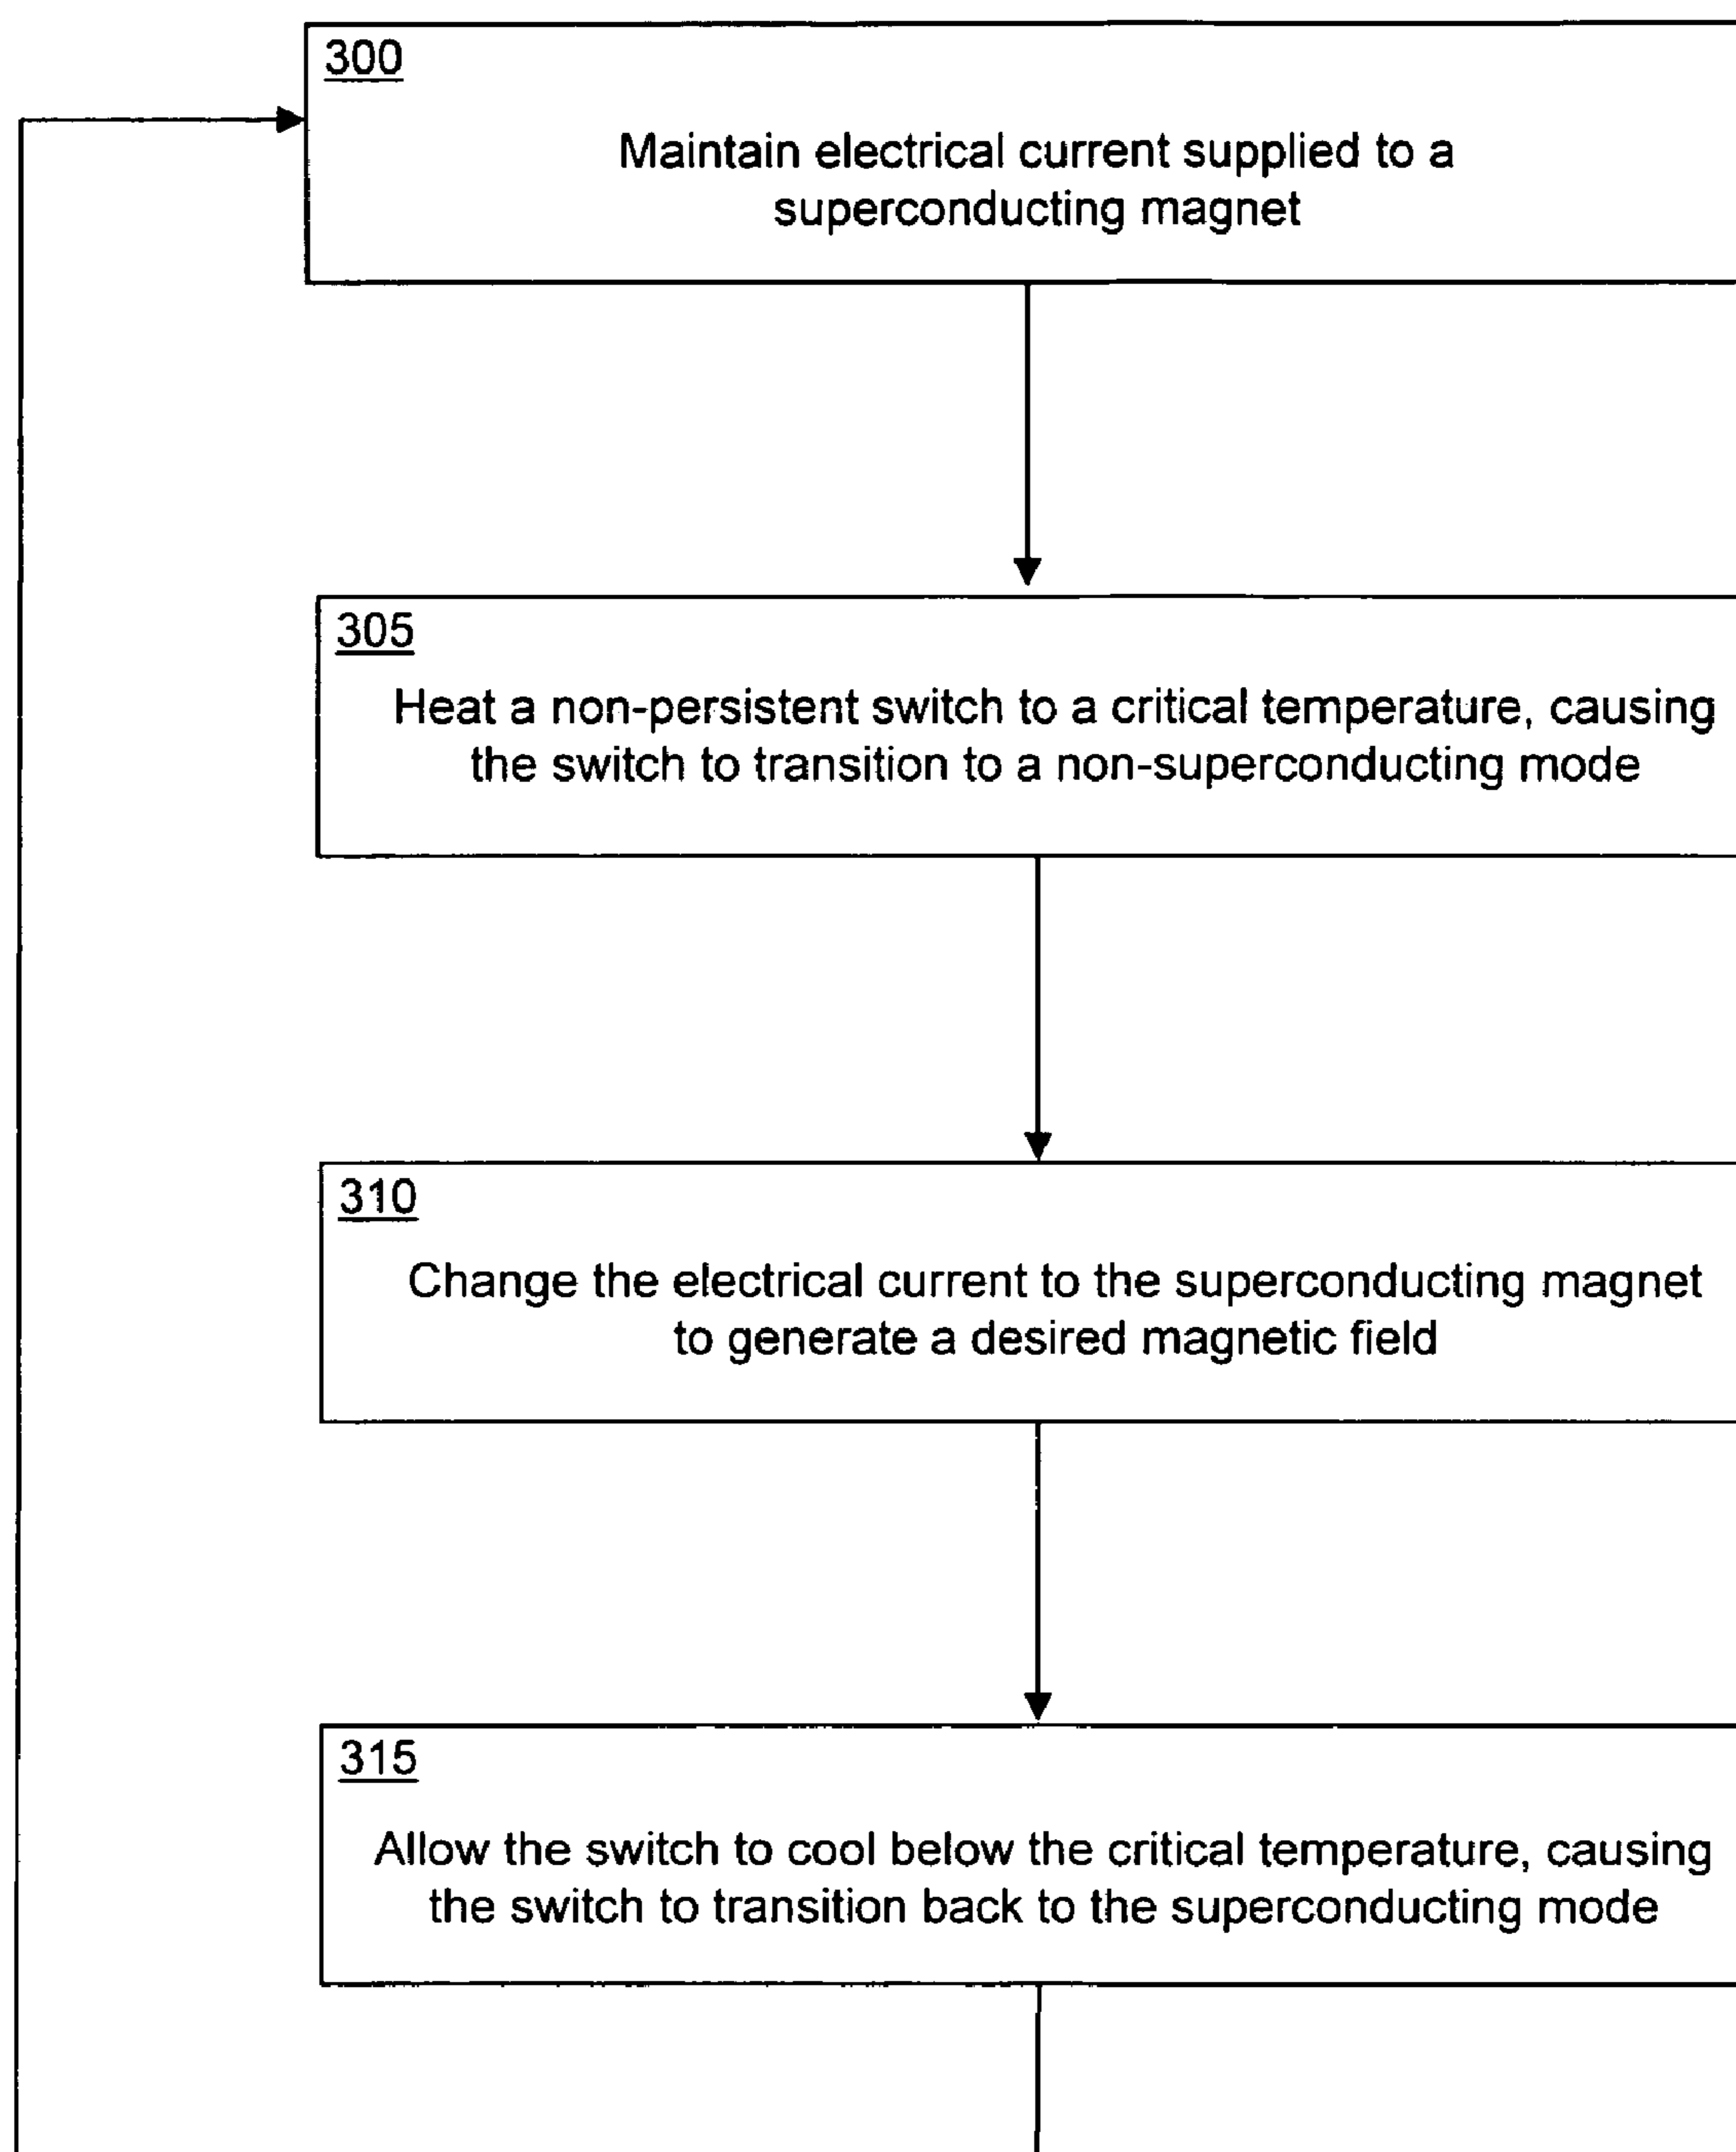 300
Maintain electrical current supplied to a
superconducting magnet
305
Heat a non-persistent switch to a critical temperature, causing
the switch to transition to a non-superconducting mode
310
Change the electrical current to the superconducting magnet
to generate a desired magnetic field
315
Allow the switch to cool below the critical temperature, causing
the switch to transition back to the superconducting mode